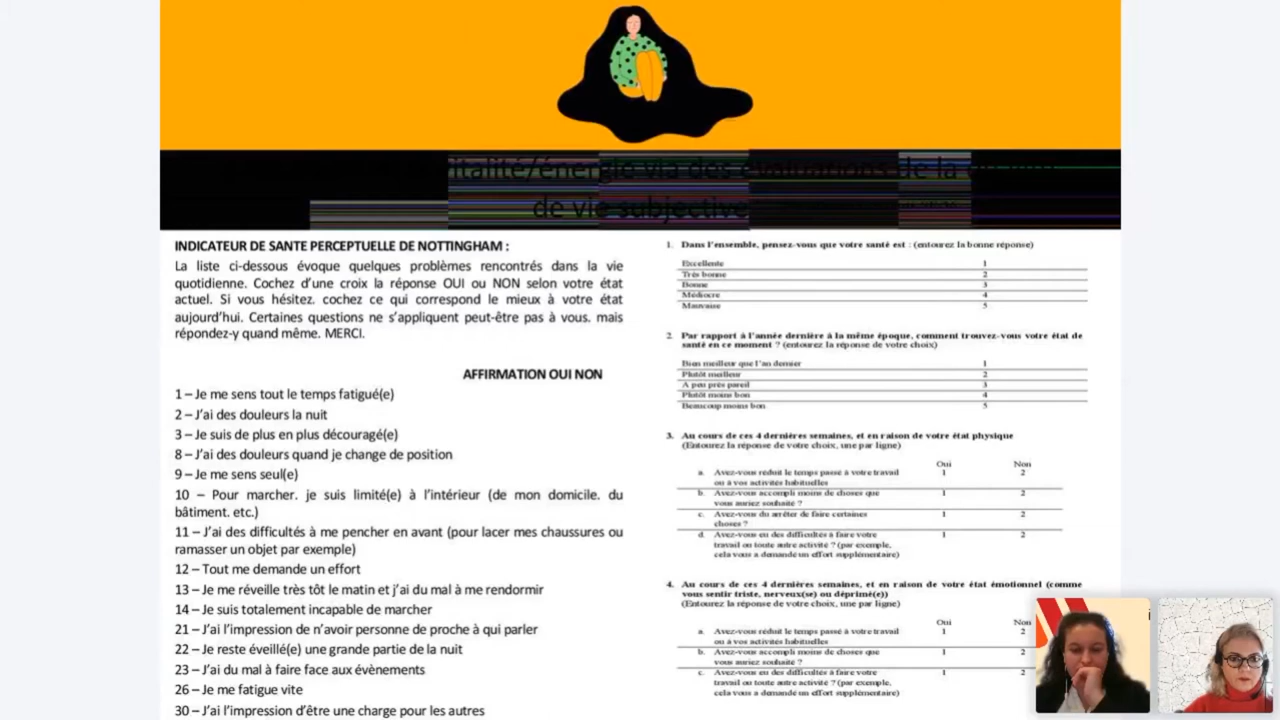 italité/énergie via des évaluations de la
de vie subjective
INDICATEUR DE SANTE PERCEPTUELLE DE NOTTINGHAM :
La liste ci-dessous évoque quelques problèmes rencontrés dans la vie
quotidienne. Cochez d'une croix la réponse OUI ou NON selon votre état
actuel. Si vous hésitez. cochez ce qui correspond le mieux à votre état
aujourd'hui. Certaines questions ne s'appliquent peut-être pas à vous. mais
répondez-y quand même. MERCI.
AFFIRMATION OUI NON
1 – Je me sens tout le temps fatigué(e)
2 – J'ai des douleurs la nuit
3 – Je suis de plus en plus découragé(e)
8 – J'ai des douleurs quand je change de position
9 – Je me sens seul(e)
10 – Pour marcher. je suis limité(e) à l'intérieur (de mon domicile. du
bâtiment. etc.)
11 – J'ai des difficultés à me pencher en avant (pour lacer mes chaussures ou
ramasser un objet par exemple)
12 – Tout me demande un effort
13 – Je me réveille très tôt le matin et j'ai du mal à me rendormir
14 – Je suis totalement incapable de marcher
21 – J'ai l'impression de n'avoir personne de proche à qui parler
22 – Je reste éveillé(e) une grande partie de la nuit
23 – J'ai du mal à faire face aux évènements
26 – Je me fatigue vite
30 – J'ai l'impression d'être une charge pour les autres
1. Dans l'ensemble, pensez-vous que votre santé est : (entourez la bonne réponse)
Excellente 1
Très bonne 2
Bonne 3
Médiocre 4
Mauvaise 5
2. Par rapport à l'année dernière à la même époque, comment trouvez-vous votre état de
santé en ce moment ? (entourez la réponse de votre choix)
Bien meilleur que l'an dernier 1
Plutôt meilleur 2
A peu près pareil 3
Plutôt moins bon 4
Beaucoup moins bon 5
3. Au cours de ces 4 dernières semaines, et en raison de votre état physique
(Entourez la réponse de votre choix, une par ligne)
Oui Non
a. Avez-vous réduit le temps passé à votre travail 1 2
ou à vos activités habituelles
b. Avez-vous accompli moins de choses que 1 2
vous auriez souhaité ?
c. Avez-vous du arrêter de faire certaines 1 2
choses ?
d. Avez-vous eu des difficultés à faire votre 1 2
travail ou toute autre activité ? (par exemple,
cela vous a demandé un effort supplémentaire)
4. Au cours de ces 4 dernières semaines, et en raison de votre état émotionnel (comme
vous sentir triste, nerveux(se) ou déprimé(e))
(Entourez la réponse de votre choix, une par ligne)
Oui Non
a. Avez-vous réduit le temps passé à votre travail 1 2
ou à vos activités habituelles
b. Avez-vous accompli moins de choses que 1 2
vous auriez souhaité ?
c. Avez-vous eu des difficultés à faire votre 1 2
travail ou toute autre activité ? (par exemple,
cela vous a demandé un effort supplémentaire)